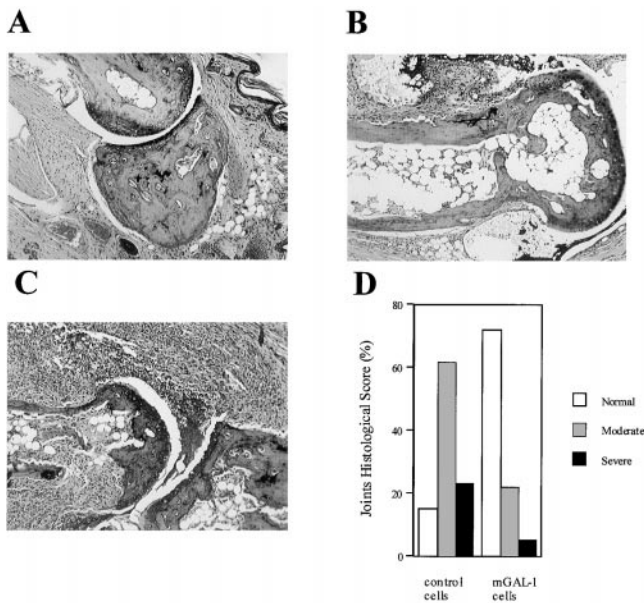 A
B
C
D
80
60
40
20
0
Joints Histological Score (%)
Normal
Moderate
Severe
control
cells
mGAL-1
cells